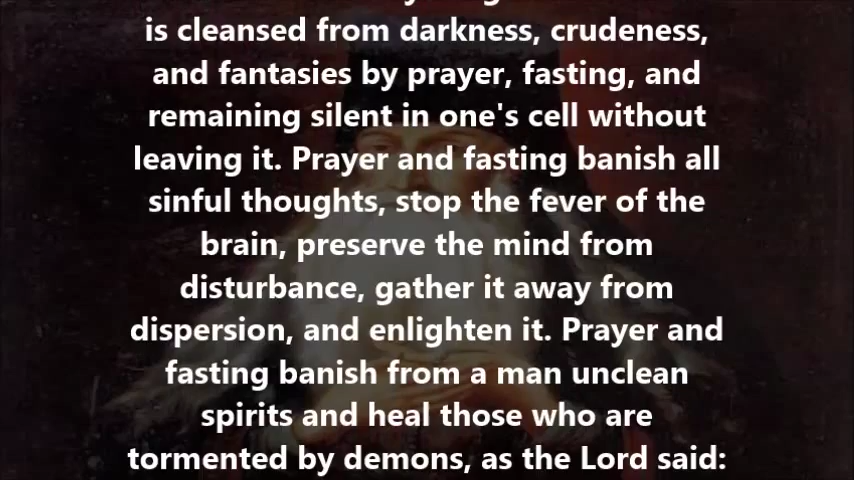 is cleansed from darkness, crudeness,
and fantasies by prayer, fasting, and
remaining silent in one's cell without
leaving it. Prayer and fasting banish all
sinful thoughts, stop the fever of the
brain, preserve the mind from
disturbance, gather it away from
dispersion, and enlighten it. Prayer and
fasting banish from a man unclean
spirits and heal those who are
tormented by demons, as the Lord said: